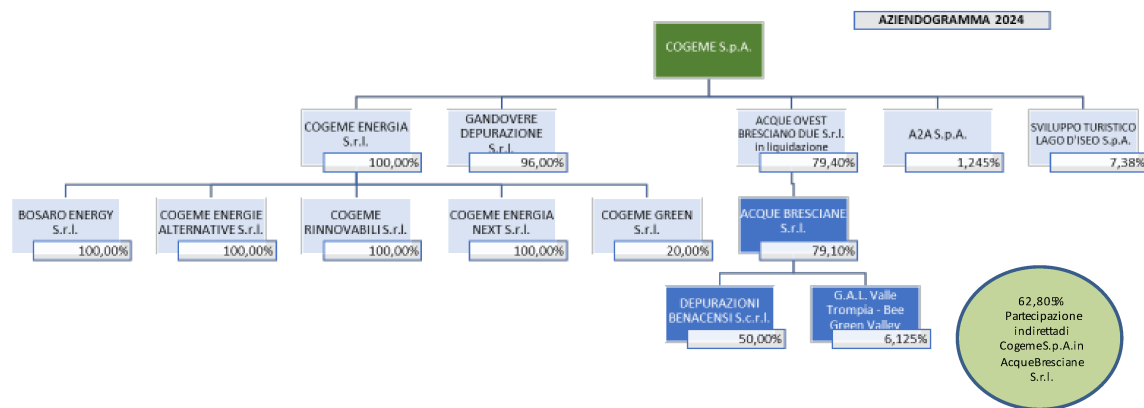 AZIENDOGRAMMA 2024
COGEME S.p.A.
COGEME ENERGIA
S.r.l.
100,00%
GANDOVERE
DEPURAZIONE
S.r.l.
96,00%
ACQUE OVEST
BRESCIANO DUE S.r.l.
in liquidazione
79,40%
A2A S.p.A.
1,245%
SVILUPPO TURISTICO
LAGO D'ISEO S.p.A.
7,38%
BOSARO ENERGY
S.r.l.
100,00%
COGEME ENERGIE
ALTERNATIVE S.r.l.
100,00%
COGEME
RINNOVABILI S.r.l.
100,00%
COGEME ENERGIA
NEXT S.r.l.
100,00%
COGEME GREEN
S.r.l.
20,00%
ACQUE BRESCIANE
S.r.l.
79,10%
DEPURAZIONI
BENACENSI S.c.r.l.
50,00%
G.A.L. Valle
Trompia - Bee
Green Valley
6,125%
62,805%
Partecipazione
indirettadi
CogemeS.p.A.in
AcqueBresciane
S.r.l.